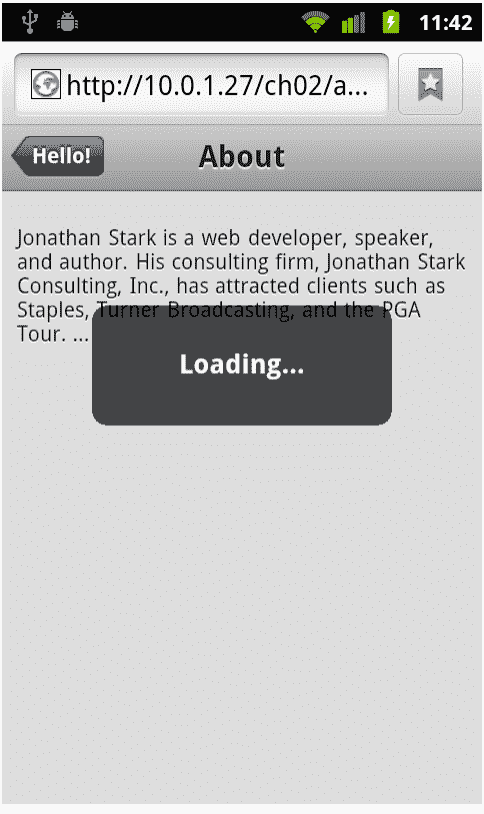 11:42
http://10.0.1.27/ch02/a...
Hello!
About
Jonathan Stark is a web developer, speaker,
and author. His consulting firm, Jonathan Stark
Consulting, Inc., has attracted clients such as
Staples, Turner Broadcasting, and the PGA
Tour. ...
Loading...